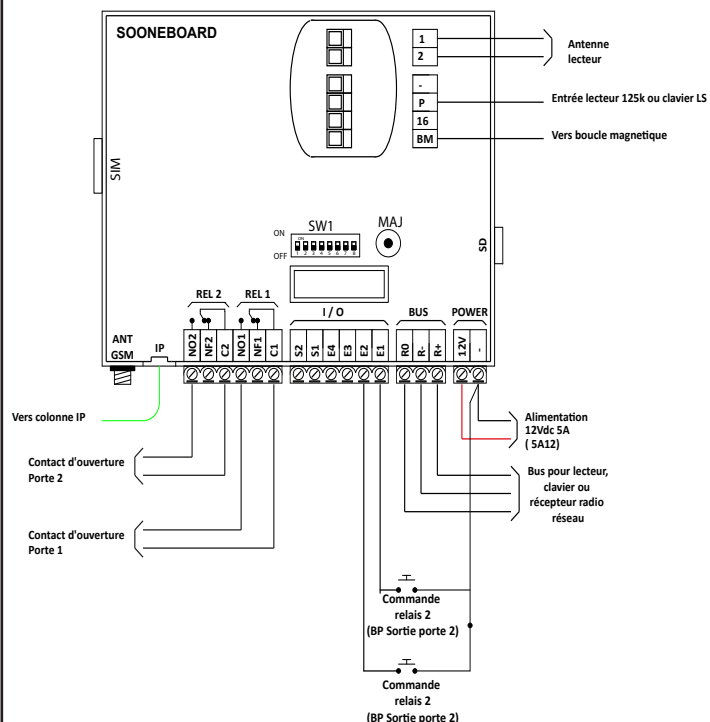 SOONEBOARD
1
2
Antenne
lecteur
-
P
16
BM
Entrée lecteur 125k ou clavier LS
Vers boucle magnetique
SIM
SD
SW1
MAJ
ON
OFF
ON
1 2 3 4 5 6 7 8
REL 2
REL 1
I / O
BUS
POWER
ANT
GSM
IP
NO2
NF2
C2
NO1
NF1
C1
S2
S1
E4
E3
E2
E1
R0
R-
R+
12V
-
Vers colonne IP
Contact d'ouverture
Porte 2
Contact d'ouverture
Porte 1
Alimentation
12Vdc 5A
( 5A12)
Bus pour lecteur,
clavier ou
récepteur radio
réseau
Commande
relais 2
(BP Sortie porte 2)
Commande
relais 2
(BP Sortie porte 2)